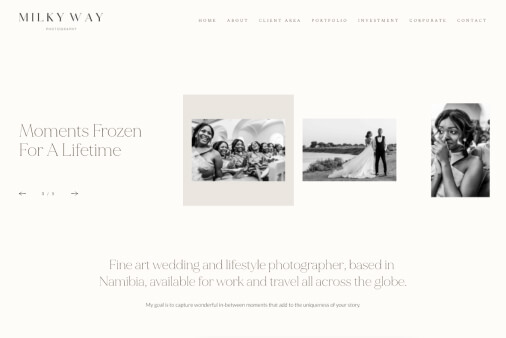 MILKY WAY
PHOTOGRAPHY
HOME ABOUT CLIENT AREA PORTFOLIO INVESTMENT CORPORATE CONTACT
Moments Frozen
For A Lifetime
Fine art wedding and lifestyle photographer, based in
Namibia, available for work and travel all across the globe.
My goal is to capture wonderful in-between moments that add to the uniqueness of your story.